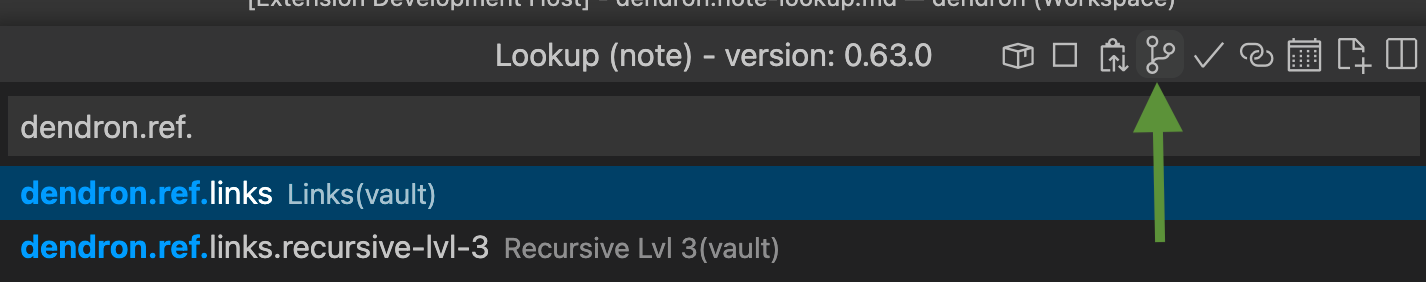 [Extension Development Host] - dendron.note-lookup.md — dendron (Workspace)
Lookup (note) - version: 0.63.0
dendron.ref.
dendron.ref.links Links(vault)
dendron.ref.links.recursive-lvl-3 Recursive Lvl 3(vault)